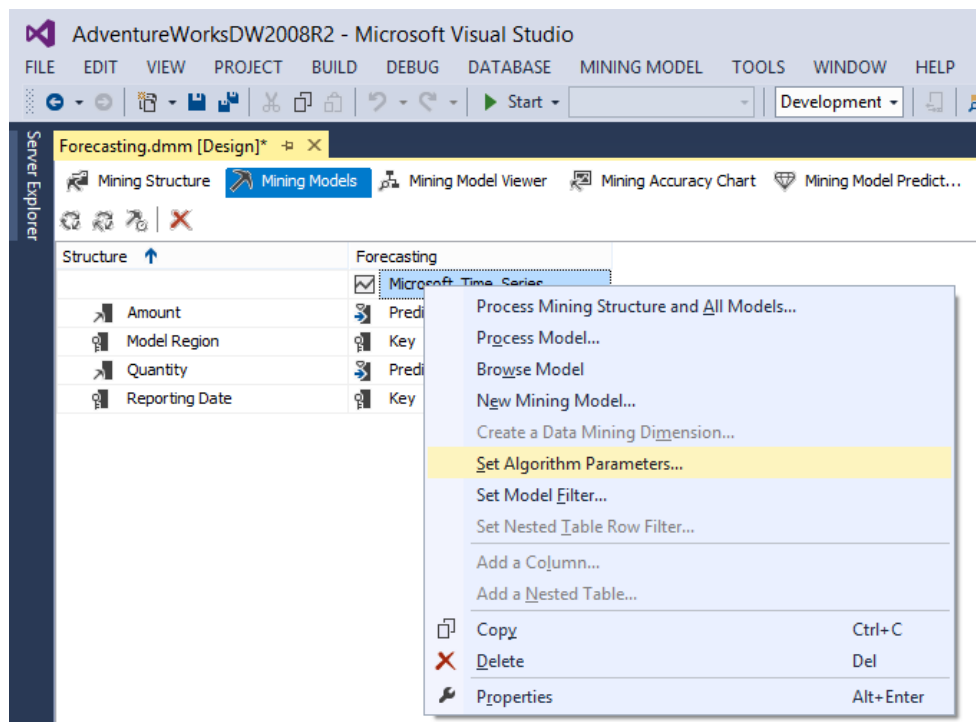 AdventureWorksDW2008R2 - Microsoft Visual Studio
FILE EDIT VIEW PROJECT BUILD DEBUG DATABASE MINING MODEL TOOLS WINDOW HELP
Start Development
Server Explorer
Forecasting.dmm [Design]*
Mining Structure Mining Models Mining Model Viewer Mining Accuracy Chart Mining Model Predict...
Structure Forecasting
Microsoft_Time_Series
Amount Predi
Model Region Key
Quantity Predi
Reporting Date Key
Process Mining Structure and All Models...
Process Model...
Browse Model
New Mining Model...
Create a Data Mining Dimension...
Set Algorithm Parameters...
Set Model Filter...
Set Nested Table Row Filter...
Add a Column...
Add a Nested Table...
Copy Ctrl+C
Delete Del
Properties Alt+Enter